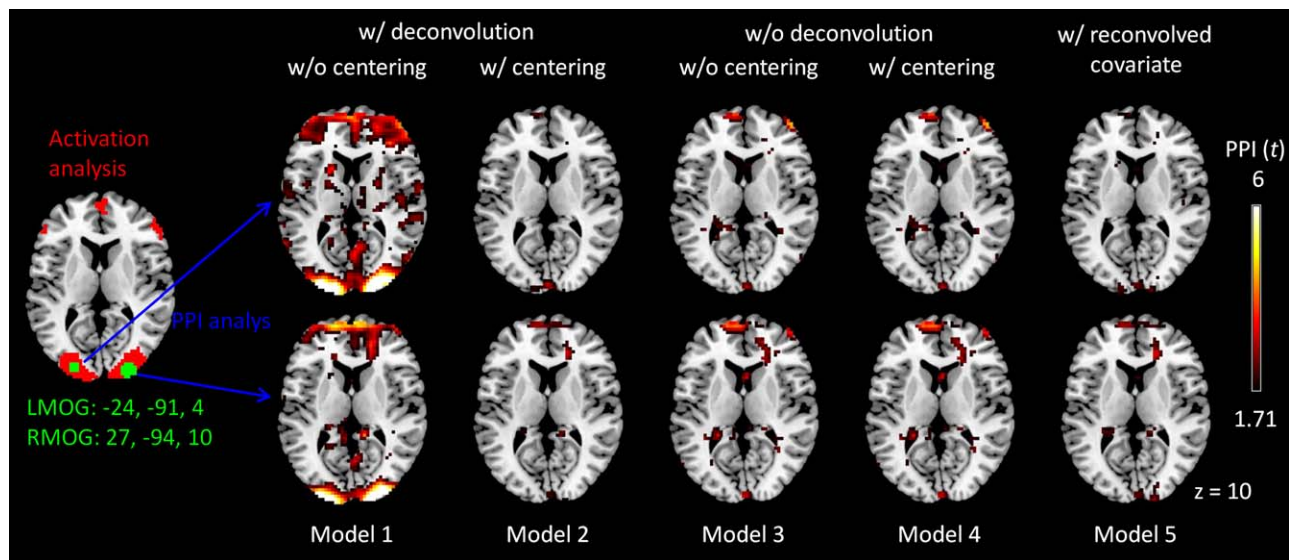 w/ deconvolution
w/o deconvolution
w/ reconvolved
covariate
w/o centering
w/ centering
w/o centering
w/ centering
Activation
analysis
PPI (t)
6
PPI analys
LMOG: -24, -91, 4
RMOG: 27, -94, 10
1.71
z = 10
Model 1
Model 2
Model 3
Model 4
Model 5